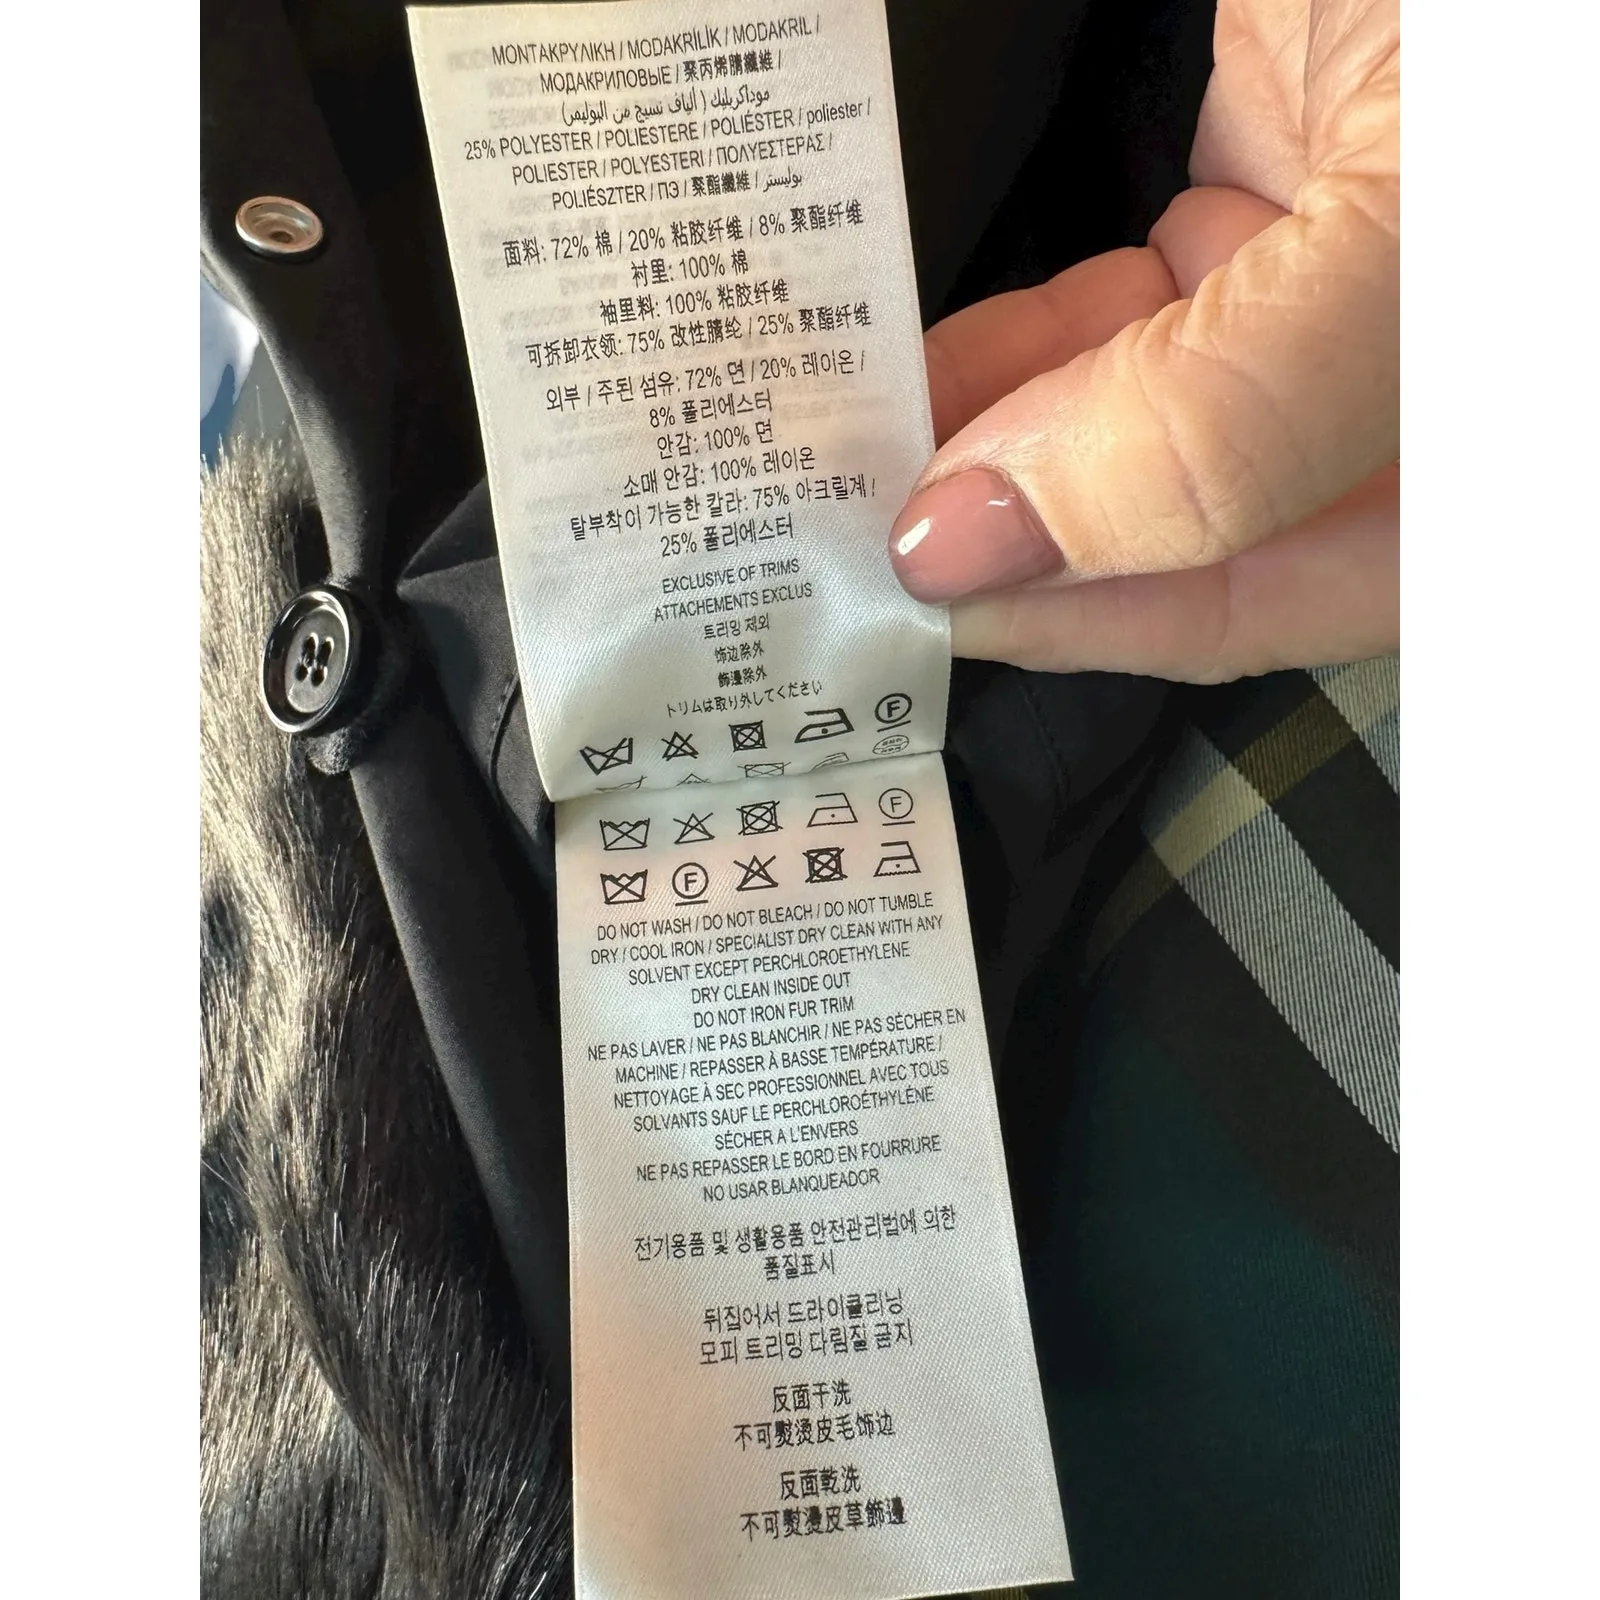 ΜΟΝΤΑΚΡΥΛΙΚΗ / MODAKRİLİK / MODAKRIL /
МОДАКРИЛОВЫЕ / 聚丙烯腈纖維 /
موداكريليك ( ألياف نسيج من البوليمر)
25% POLYESTER / POLIESTERE / POLIÉSTER / poliester /
POLIESTER / POLYESTERI / ΠΟΛΥΕΣΤΕΡΑΣ /
POLIÉSZTER / ПЭ / 聚酯纖維 / بوليستر
面料: 72% 棉 / 20% 粘胶纤维 / 8% 聚酯纤维
衬里: 100% 棉
袖里料: 100% 粘胶纤维
可拆卸衣领: 75% 改性腈纶 / 25% 聚酯纤维
외부 / 주된 섬유: 72% 면 / 20% 레이온 /
8% 폴리에스터
안감: 100% 면
소매 안감: 100% 레이온
탈부착이 가능한 칼라: 75% 아크릴계 /
25% 폴리에스터
EXCLUSIVE OF TRIMS
ATTACHEMENTS EXCLUS
트리밍 제외
饰边除外
飾邊除外
トリムは取り外してください
F
F
F
DO NOT WASH / DO NOT BLEACH / DO NOT TUMBLE
DRY / COOL IRON / SPECIALIST DRY CLEAN WITH ANY
SOLVENT EXCEPT PERCHLOROETHYLENE
DRY CLEAN INSIDE OUT
DO NOT IRON FUR TRIM
NE PAS LAVER / NE PAS BLANCHIR / NE PAS SÉCHER EN
MACHINE / REPASSER À BASSE TEMPÉRATURE /
NETTOYAGE À SEC PROFESSIONNEL AVEC TOUS
SOLVANTS SAUF LE PERCHLOROÉTHYLÈNE
SÉCHER A L'ENVERS
NE PAS REPASSER LE BORD EN FOURRURE
NO USAR BLANQUEADOR
전기용품 및 생활용품 안전관리법에 의한
품질표시
뒤집어서 드라이클리닝
모피 트리밍 다림질 금지
反面干洗
不可熨烫皮毛饰边
反面乾洗
不可熨燙皮草飾邊